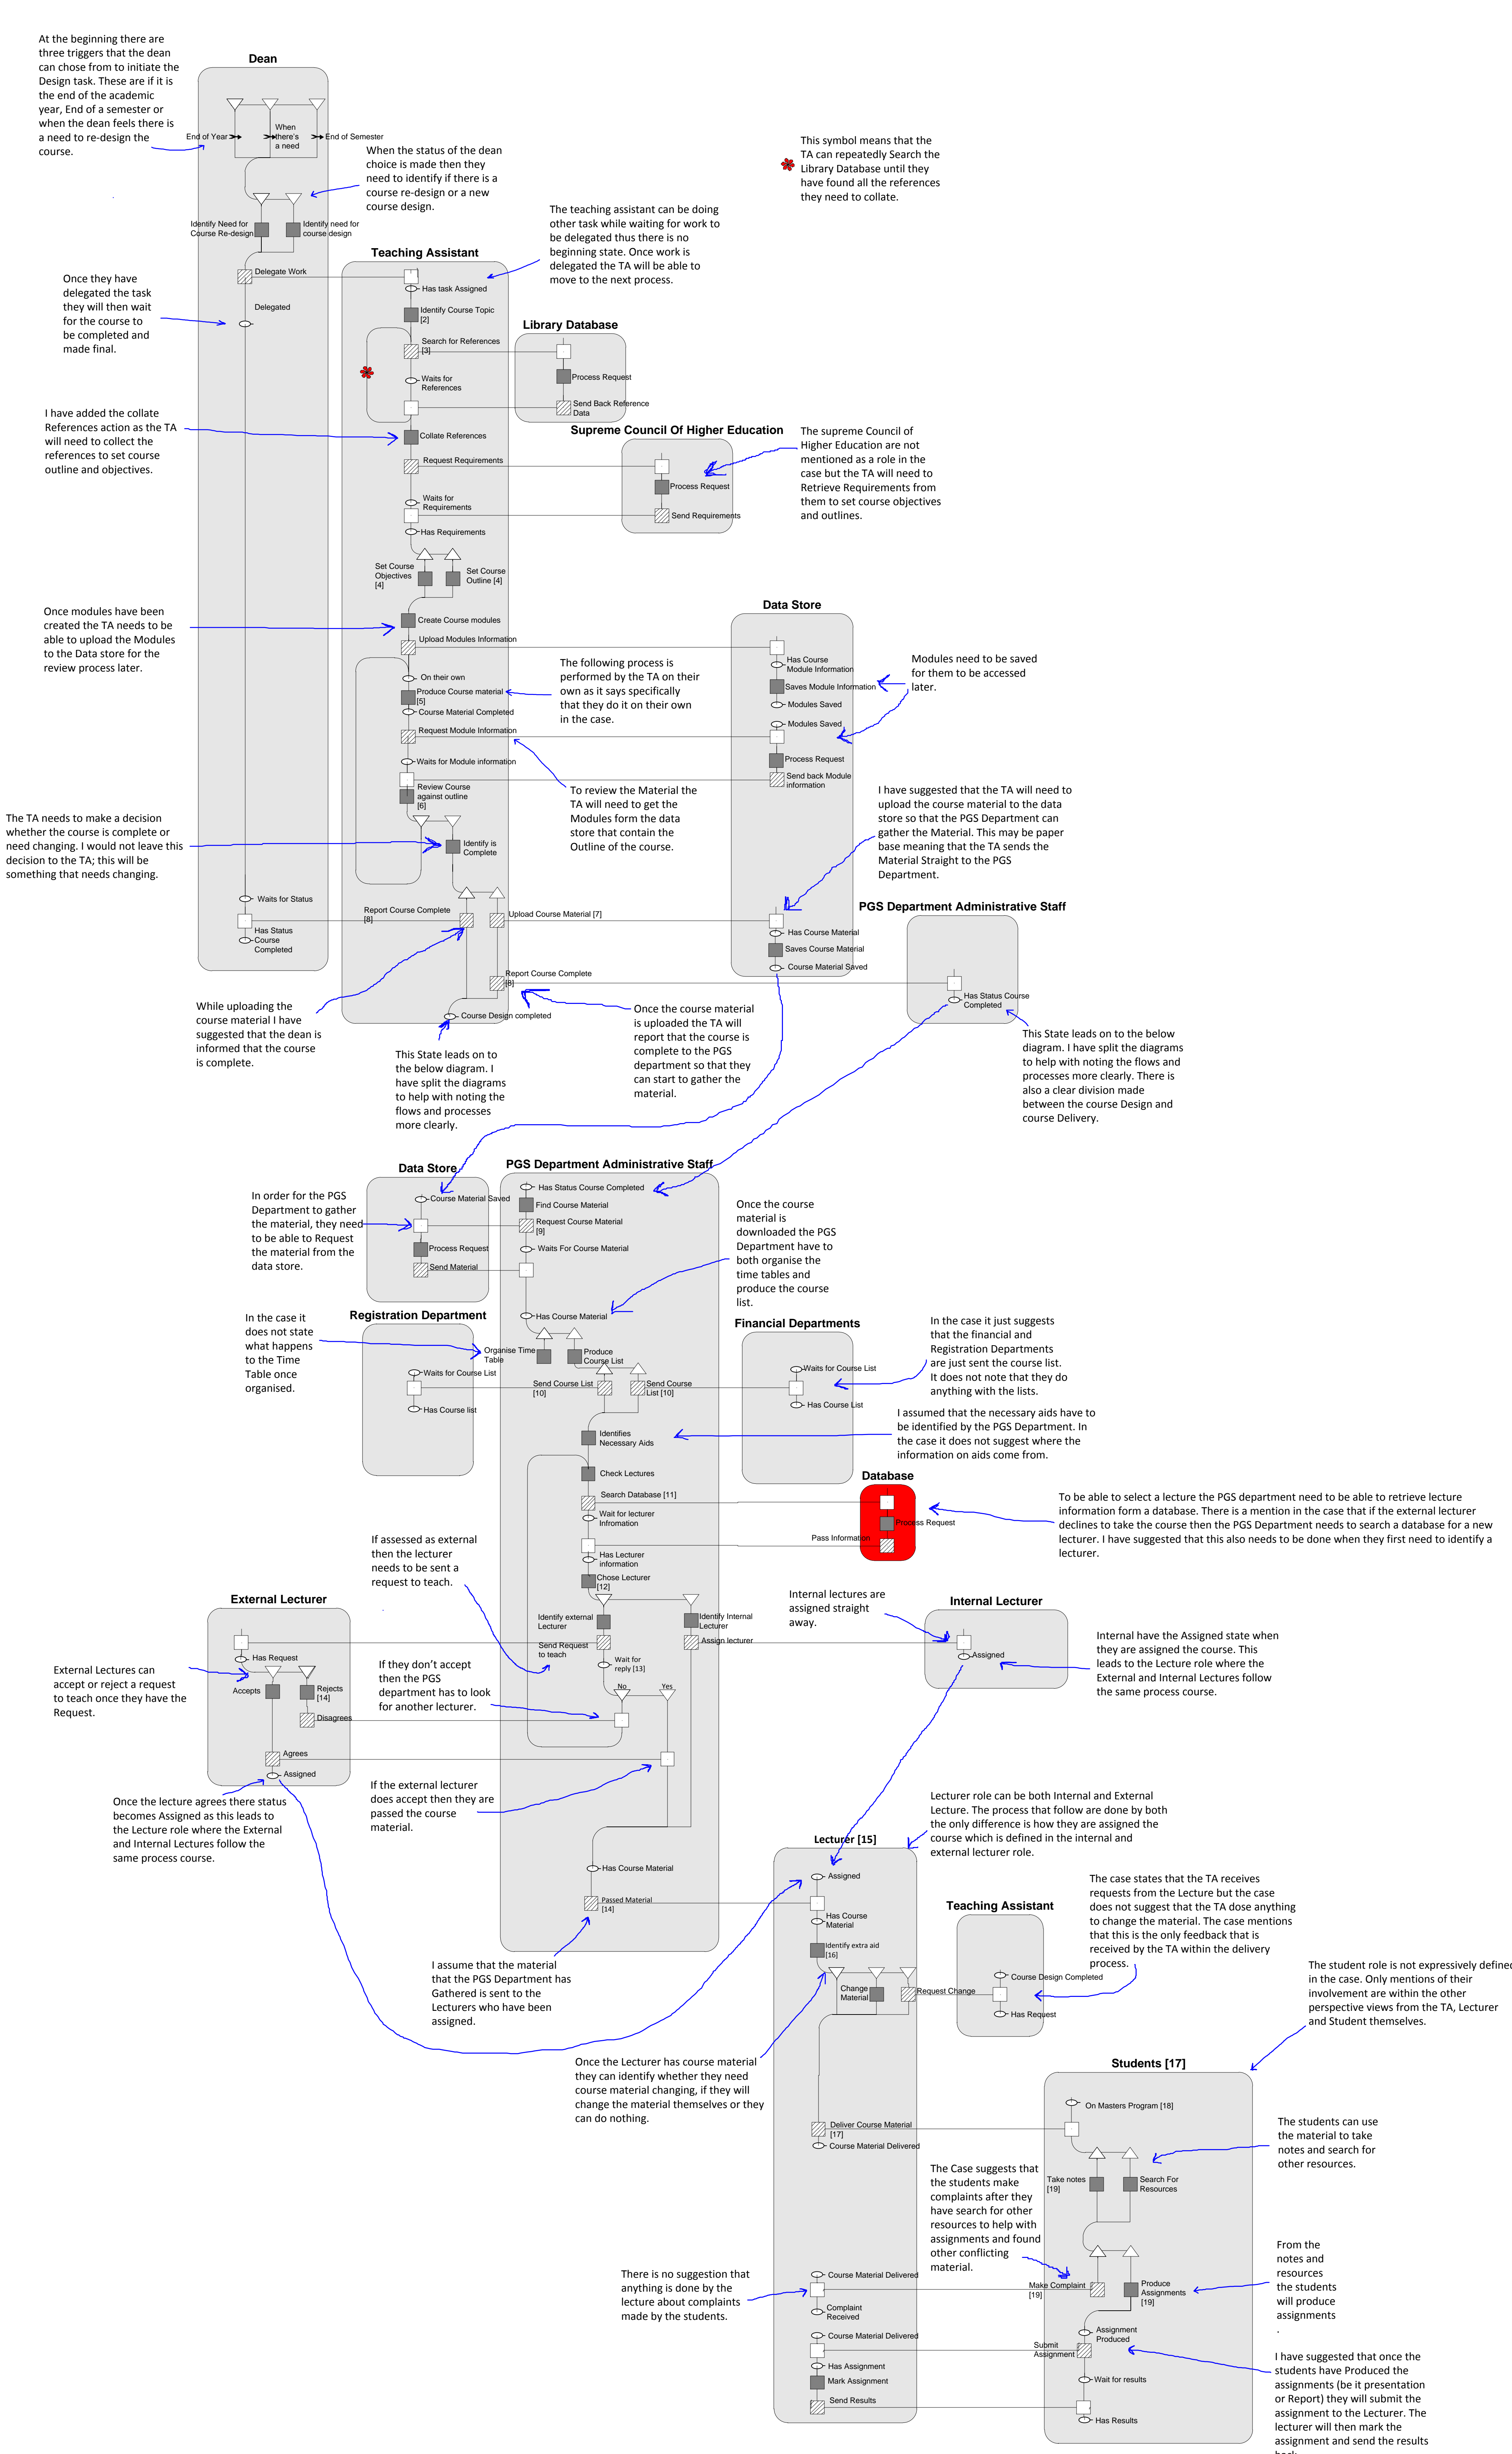 At the beginning there are
three triggers that the dean
can chose from to initiate the
Design task. These are if it is
the end of the academic
year, End of a semester or
when the dean feels there is
a need to re-design the
course.
Dean
End of Year
When
there's
a need
End of Semester
When the status of the dean
choice is made then they
need to identify if there is a
course re-design or a new
course design.
This symbol means that the
TA can repeatedly Search the
Library Database until they
have found all the references
they need to collate.
Identify Need for
Course Re-design
Identify need for
course design
The teaching assistant can be doing
other task while waiting for work to
be delegated thus there is no
beginning state. Once work is
delegated the TA will be able to
move to the next process.
Teaching Assistant
Once they have
delegated the task
they will then wait
for the course to
be completed and
made final.
Delegate Work
Delegated
Has task Assigned
Identify Course Topic
[2]
Search for References
[3]
Waits for
References
Library Database
Process Request
Send Back Reference
Data
I have added the collate
References action as the TA
will need to collect the
references to set course
outline and objectives.
Collate References
Request Requirements
Supreme Council Of Higher Education
Process Request
Send Requirements
The supreme Council of
Higher Education are not
mentioned as a role in the
case but the TA will need to
Retrieve Requirements from
them to set course objectives
and outlines.
Waits for
Requirements
Has Requirements
Set Course
Objectives
[4]
Set Course
Outline [4]
Once modules have been
created the TA needs to be
able to upload the Modules
to the Data store for the
review process later.
Create Course modules
Upload Modules Information
Data Store
Has Course
Module Information
Saves Module Information
Modules Saved
Modules Saved
Process Request
Send back Module
information
Modules need to be saved
for them to be accessed
later.
On their own
Produce Course material
[5]
Course Material Completed
Request Module Information
The following process is
performed by the TA on their
own as it says specifically
that they do it on their own
in the case.
Waits for Module information
Review Course
against outline
[6]
To review the Material the
TA will need to get the
Modules form the data
store that contain the
Outline of the course.
I have suggested that the TA will need to
upload the course material to the data
store so that the PGS Department can
gather the Material. This may be paper
base meaning that the TA sends the
Material Straight to the PGS
Department.
The TA needs to make a decision
whether the course is complete or
need changing. I would not leave this
decision to the TA; this will be
something that needs changing.
Identify is
Complete
Waits for Status
Has Status
Course
Completed
Report Course Complete
[8]
Upload Course Material [7]
Has Course Material
Saves Course Material
Course Material Saved
PGS Department Administrative Staff
Has Status Course
Completed
Report Course Complete
[8]
Course Design completed
While uploading the
course material I have
suggested that the dean is
informed that the course
is complete.
This State leads on to
the below diagram. I
have split the diagrams
to help with noting the
flows and processes
more clearly.
Once the course material
is uploaded the TA will
report that the course is
complete to the PGS
department so that they
can start to gather the
material.
This State leads on to the below
diagram. I have split the diagrams
to help with noting the flows and
processes more clearly. There is
also a clear division made
between the course Design and
course Delivery.
Data Store
Course Material Saved
Process Request
Send Material
PGS Department Administrative Staff
Has Status Course Completed
Find Course Material
Request Course Material
[9]
Waits For Course Material
In order for the PGS
Department to gather
the material, they need
to be able to Request
the material from the
data store.
Once the course
material is
downloaded the PGS
Department have to
both organise the
time tables and
produce the course
list.
In the case it
does not state
what happens
to the Time
Table once
organised.
Registration Department
Waits for Course List
Has Course list
Has Course Material
Organise Time
Table
Produce
Course List
Send Course List
[10]
Send Course
List [10]
Financial Departments
Waits for Course List
Has Course List
In the case it just suggests
that the financial and
Registration Departments
are just sent the course list.
It does not note that they do
anything with the lists.
Identifies
Necessary Aids
I assumed that the necessary aids have to
be identified by the PGS Department. In
the case it does not suggest where the
information on aids come from.
Check Lectures
Search Database [11]
Wait for lecturer
Infromation
Has Lecturer
information
Chose Lecturer
[12]
Database
Process Request
Pass Information
To be able to select a lecture the PGS department need to be able to retrieve lecture
information form a database. There is a mention in the case that if the external lecturer
declines to take the course then the PGS Department needs to search a database for a new
lecturer. I have suggested that this also needs to be done when they first need to identify a
lecturer.
If assessed as external
then the lecturer
needs to be sent a
request to teach.
External Lecturer
Has Request
Accepts
Rejects
[14]
Disagrees
Agrees
Assigned
Identify external
Lecturer
Send Request
to teach
Identify Internal
Lecturer
Assign lecturer
Wait for
reply [13]
No
Yes
Internal lectures are
assigned straight
away.
Internal Lecturer
Assigned
Internal have the Assigned state when
they are assigned the course. This
leads to the Lecture role where the
External and Internal Lectures follow
the same process course.
External Lectures can
accept or reject a request
to teach once they have the
Request.
If they don't accept
then the PGS
department has to look
for another lecturer.
If the external lecturer
does accept then they are
passed the course
material.
Once the lecture agrees there status
becomes Assigned as this leads to
the Lecture role where the External
and Internal Lectures follow the
same process course.
Has Course Material
Passed Material
[14]
Lecturer role can be both Internal and External
Lecture. The process that follow are done by both
the only difference is how they are assigned the
course which is defined in the internal and
external lecturer role.
Lecturer [15]
Assigned
Has Course
Material
Identify extra aid
[16]
Change
Material
Request Change
Teaching Assistant
Course Design Completed
Has Request
The case states that the TA receives
requests from the Lecture but the case
does not suggest that the TA dose anything
to change the material. The case mentions
that this is the only feedback that is
received by the TA within the delivery
process.
I assume that the material
that the PGS Department has
Gathered is sent to the
Lecturers who have been
assigned.
The student role is not expressively defined
in the case. Only mentions of their
involvement are within the other
perspective views from the TA, Lecturer
and Student themselves.
Once the Lecturer has course material
they can identify whether they need
course material changing, if they will
change the material themselves or they
can do nothing.
Students [17]
On Masters Program [18]
Deliver Course Material
[17]
Course Material Delivered
The students can use
the material to take
notes and search for
other resources.
Take notes
[19]
Search For
Resources
The Case suggests that
the students make
complaints after they
have search for other
resources to help with
assignments and found
other conflicting
material.
There is no suggestion that
anything is done by the
lecture about complaints
made by the students.
Course Material Delivered
Complaint
Received
Make Complaint
[19]
Produce
Assignments
[19]
From the
notes and
resources
the students
will produce
assignments
.
Course Material Delivered
Has Assignment
Mark Assignment
Send Results
Assignment
Produced
Submit
Assignment
Wait for results
Has Results
I have suggested that once the
students have Produced the
assignments (be it presentation
or Report) they will submit the
assignment to the Lecturer. The
lecturer will then mark the
assignment and send the results